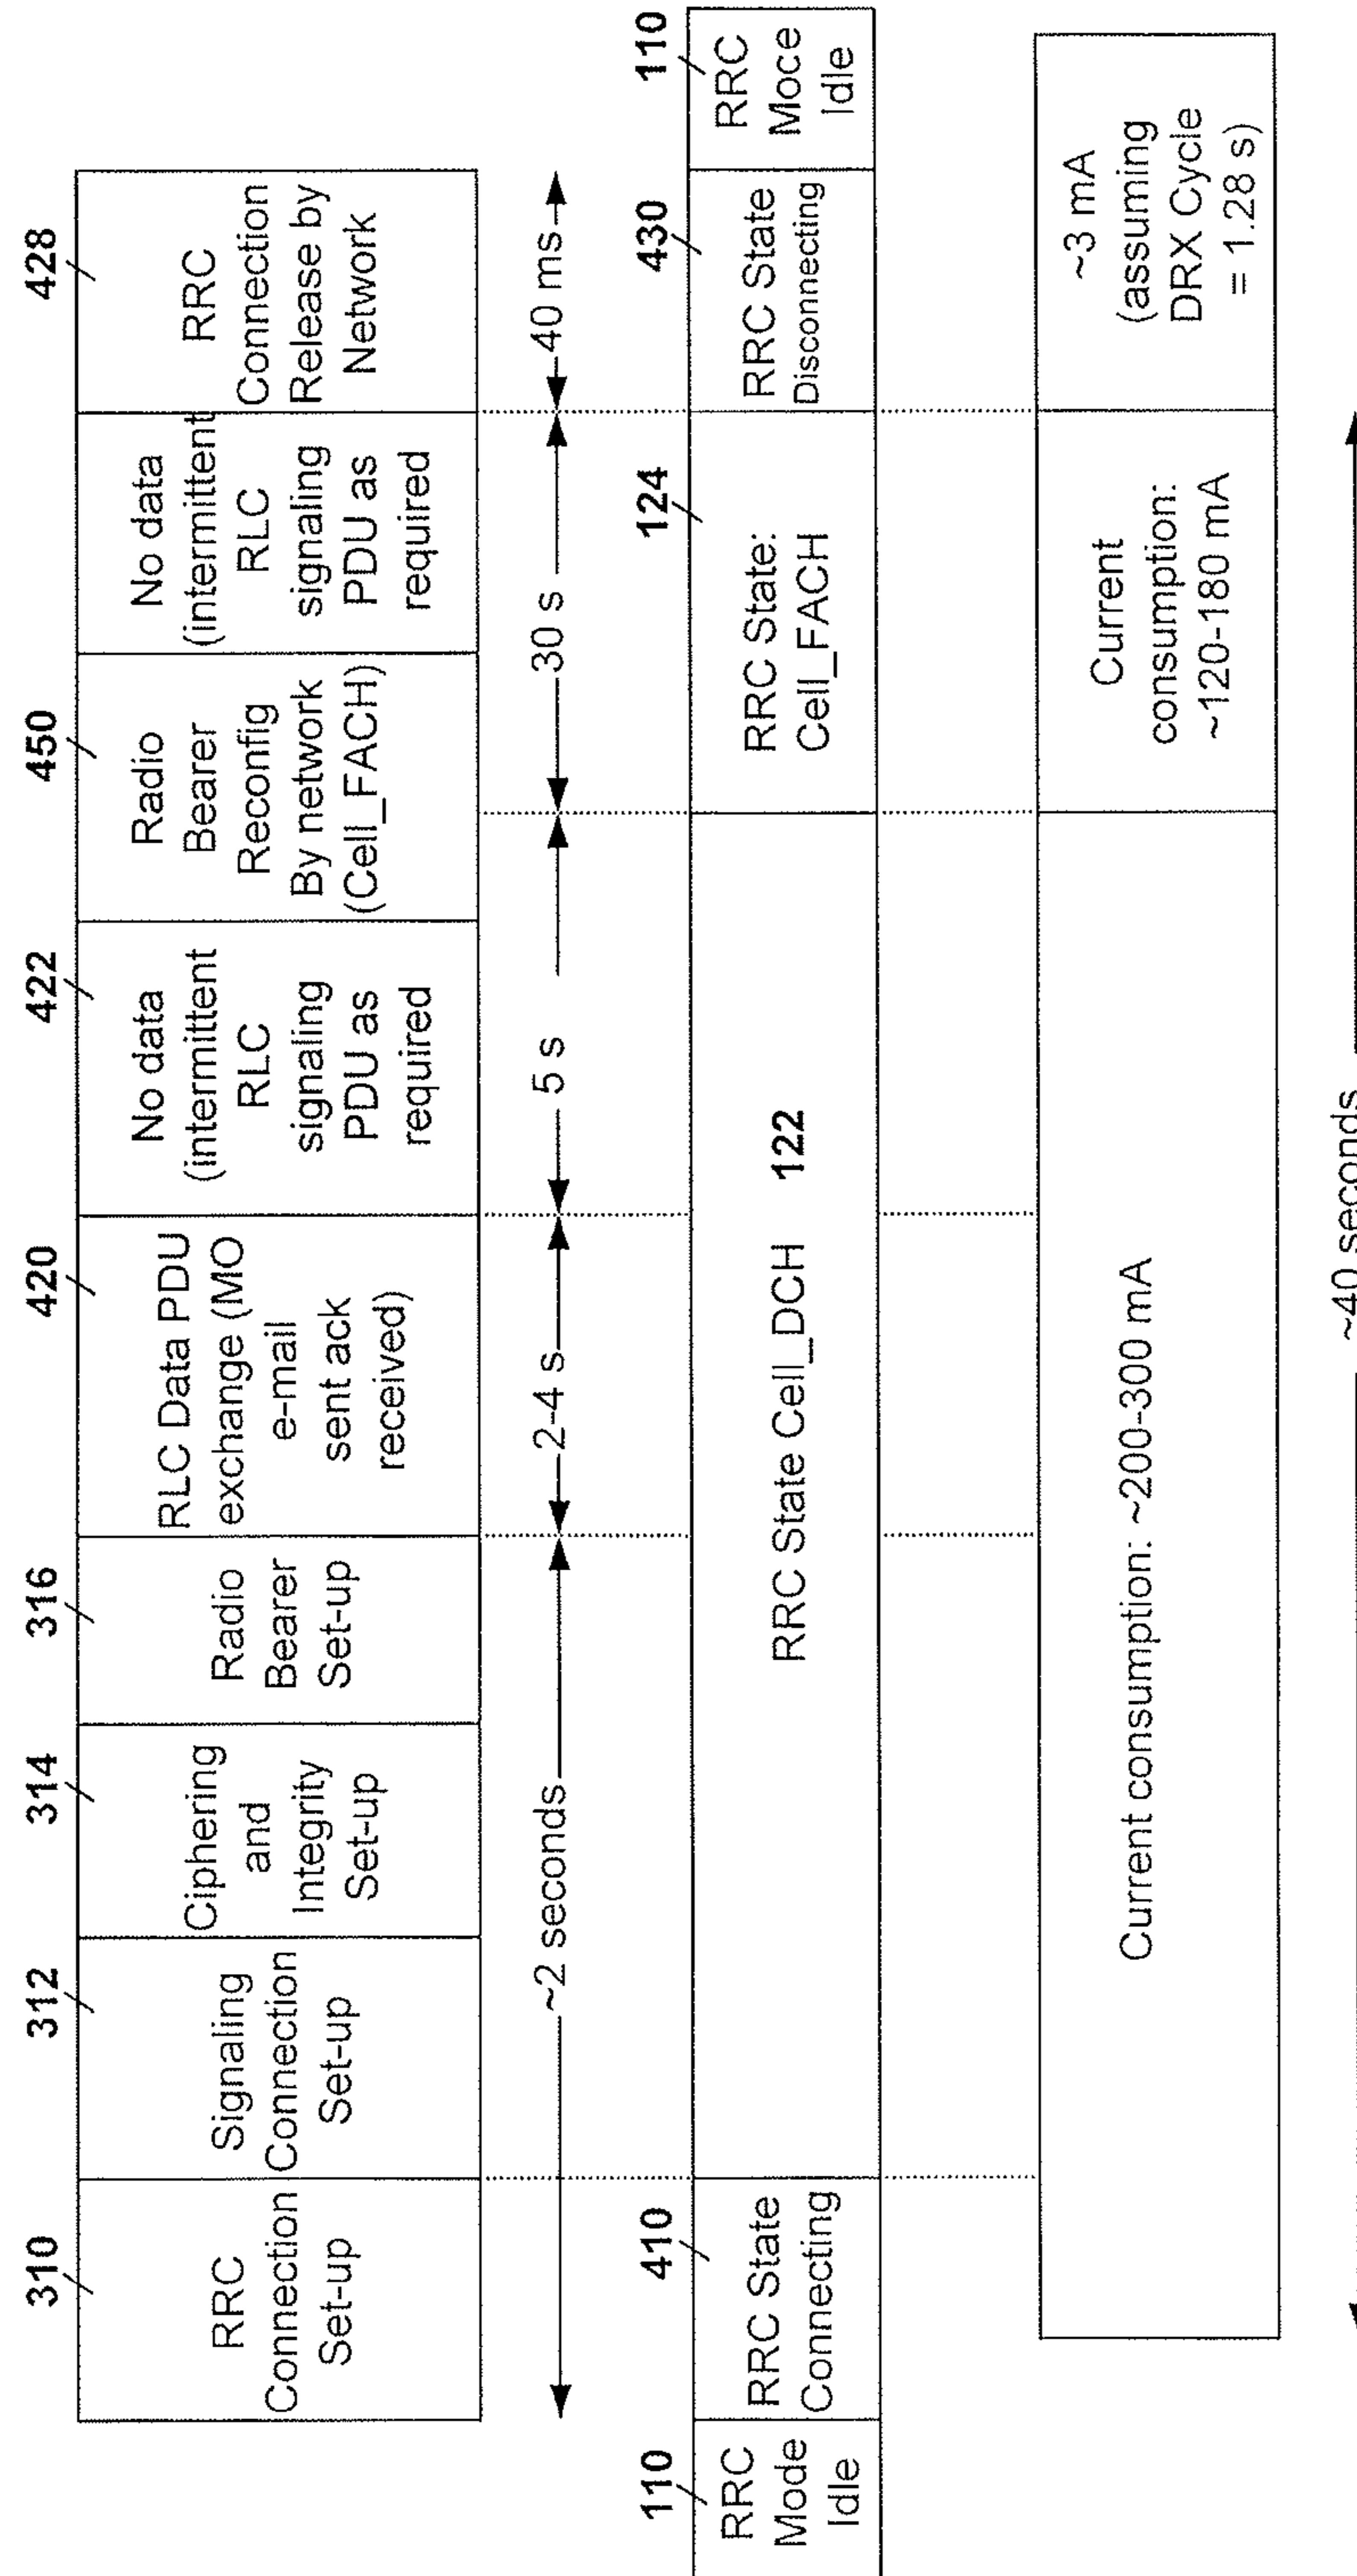 310
312
314
316
420
422
450
428
RRC
Connection
Set-up
Signaling
Connection
Set-up
Ciphering
and
Integrity
Set-up
Radio
Bearer
Set-up
RLC Data PDU
exchange (MO
e-mail
sent ack
received)
No data
(intermittent
RLC
signaling
PDU as
required
Radio
Bearer
Reconfig
By network
(Cell_FACH)
No data
(intermittent
RLC
signaling
PDU as
required
RRC
Connection
Release by
Network
~2 seconds
2-4 s
5 s
30 s
40 ms
110
410
124
430
110
RRC
Mode
Idle
RRC State
Connecting
RRC State Cell_DCH 122
RRC State:
Cell_FACH
RRC State
Disconnecting
RRC
Moce
Idle
Current consumption: ~200-300 mA
Current
consumption:
~120-180 mA
~3 mA
(assuming
DRX Cycle
= 1.28 s)
~40 seconds